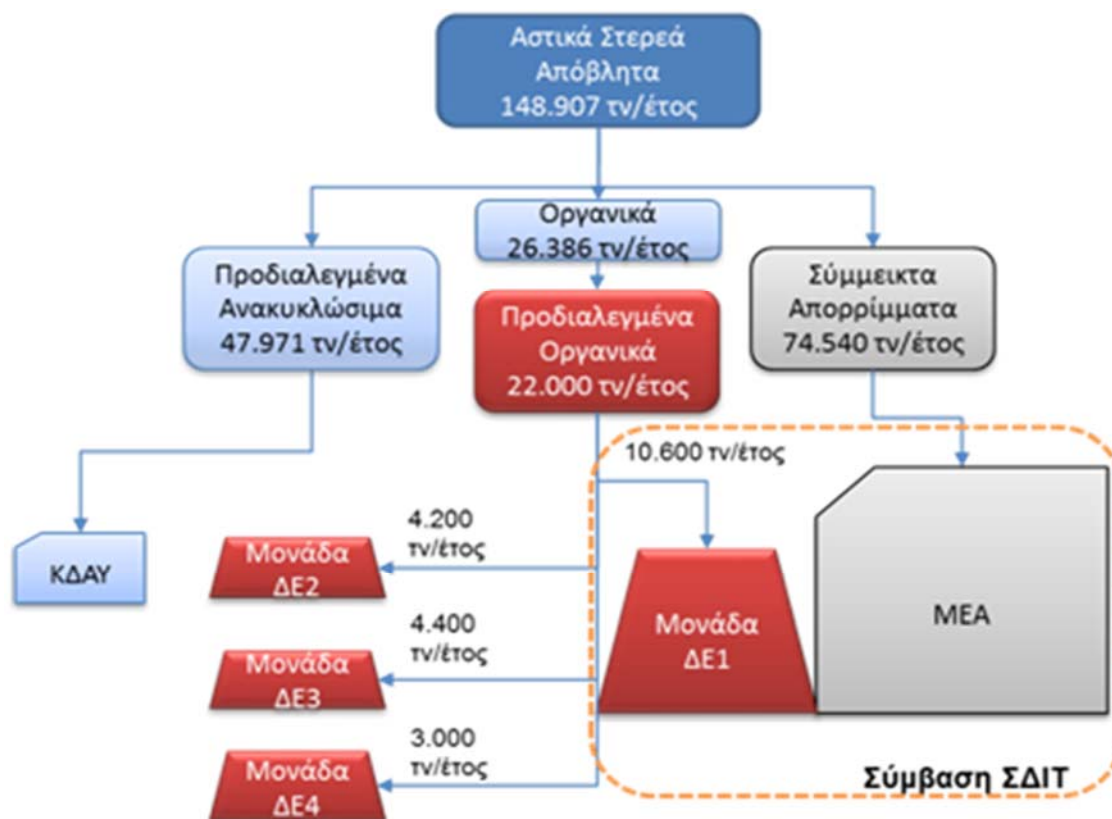 Αστικά Στερεά
Απόβλητα
148.907 τν/έτος
Οργανικά
26.386 τν/έτος
Προδιαλεγμένα
Ανακυκλώσιμα
47.971 τν/έτος
Προδιαλεγμένα
Οργανικά
22.000 τν/έτος
Σύμμεικτα
Απορρίμματα
74.540 τν/έτος
10.600 τν/έτος
ΚΔΑΥ
4.200
τν/έτος
Μονάδα
ΔΕ2
4.400
τν/έτος
Μονάδα
ΔΕ3
3.000
τν/έτος
Μονάδα
ΔΕ4
Μονάδα
ΔΕ1
ΜΕΑ
Σύμβαση ΣΔΙΤ